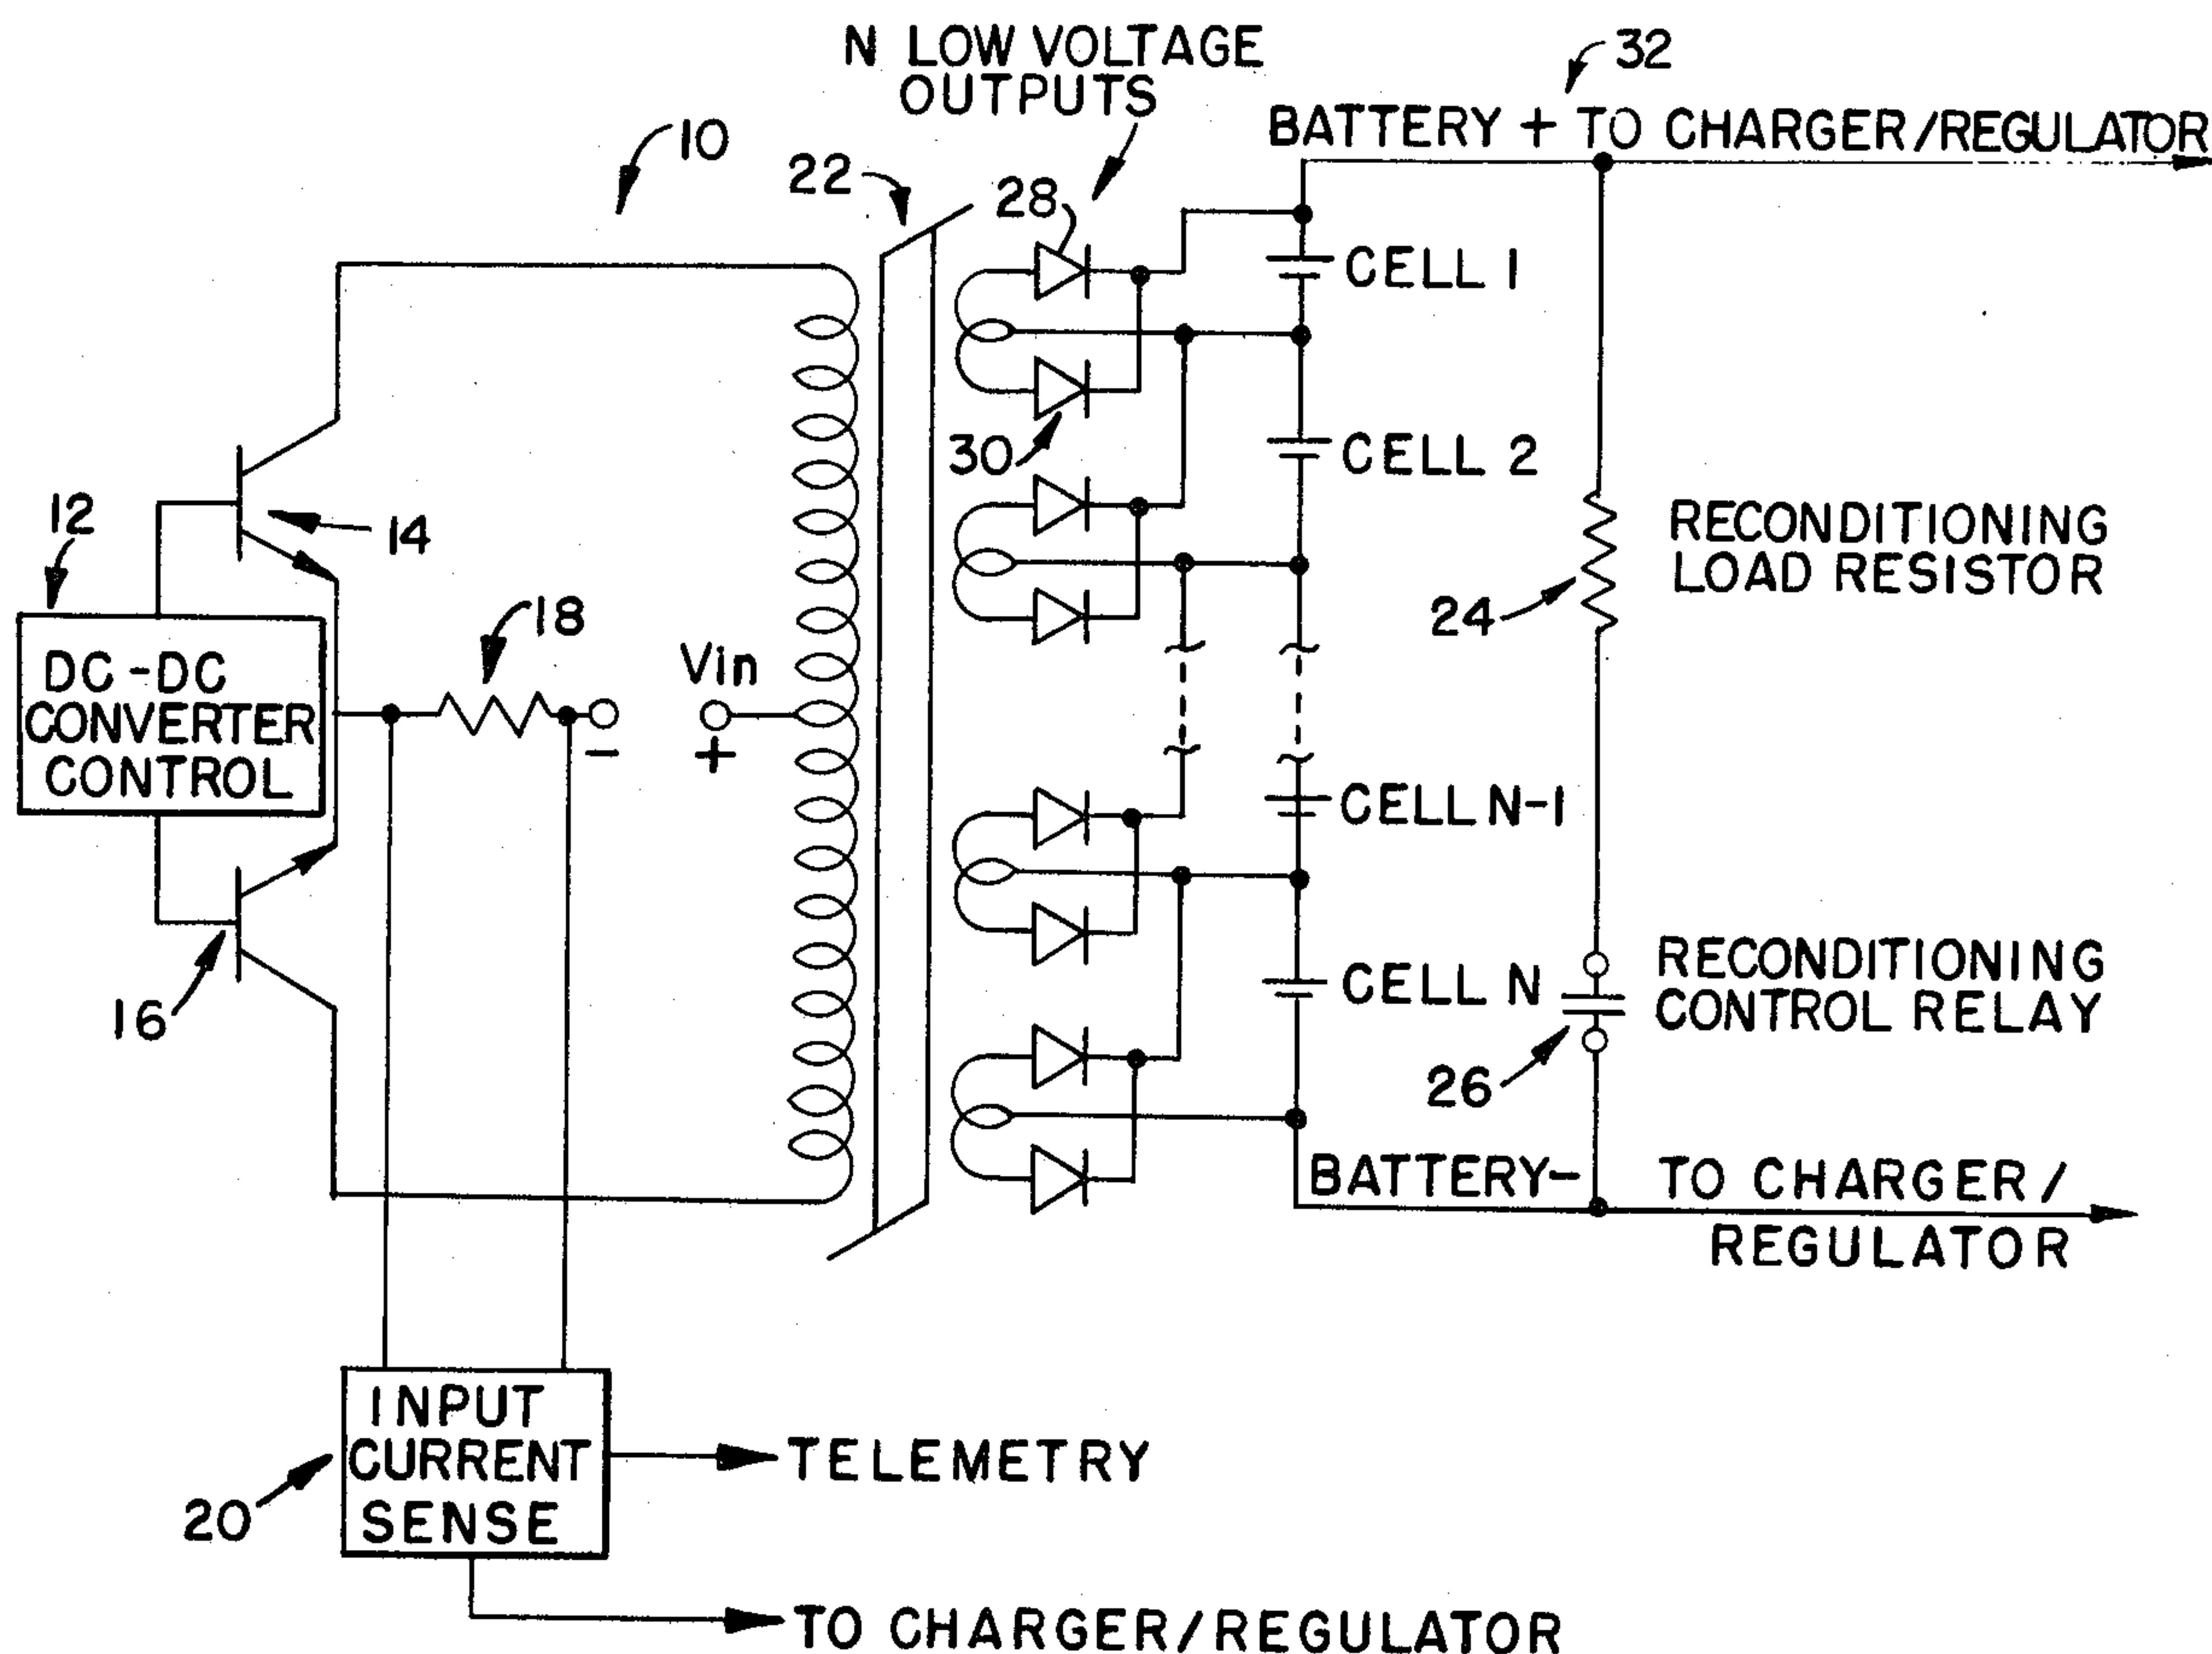 N LOW VOLTAGE
OUTPUTS
32
BATTERY + TO CHARGER/REGULATOR
10
22
28
CELL 1
30
CELL 2
12
14
RECONDITIONING
LOAD RESISTOR
24
18
Vin
DC-DC
CONVERTER
CONTROL
-
+
CELL N-1
16
CELL N
RECONDITIONING
CONTROL RELAY
26
BATTERY-
TO CHARGER/
REGULATOR
INPUT
CURRENT
SENSE
20
TELEMETRY
TO CHARGER/REGULATOR